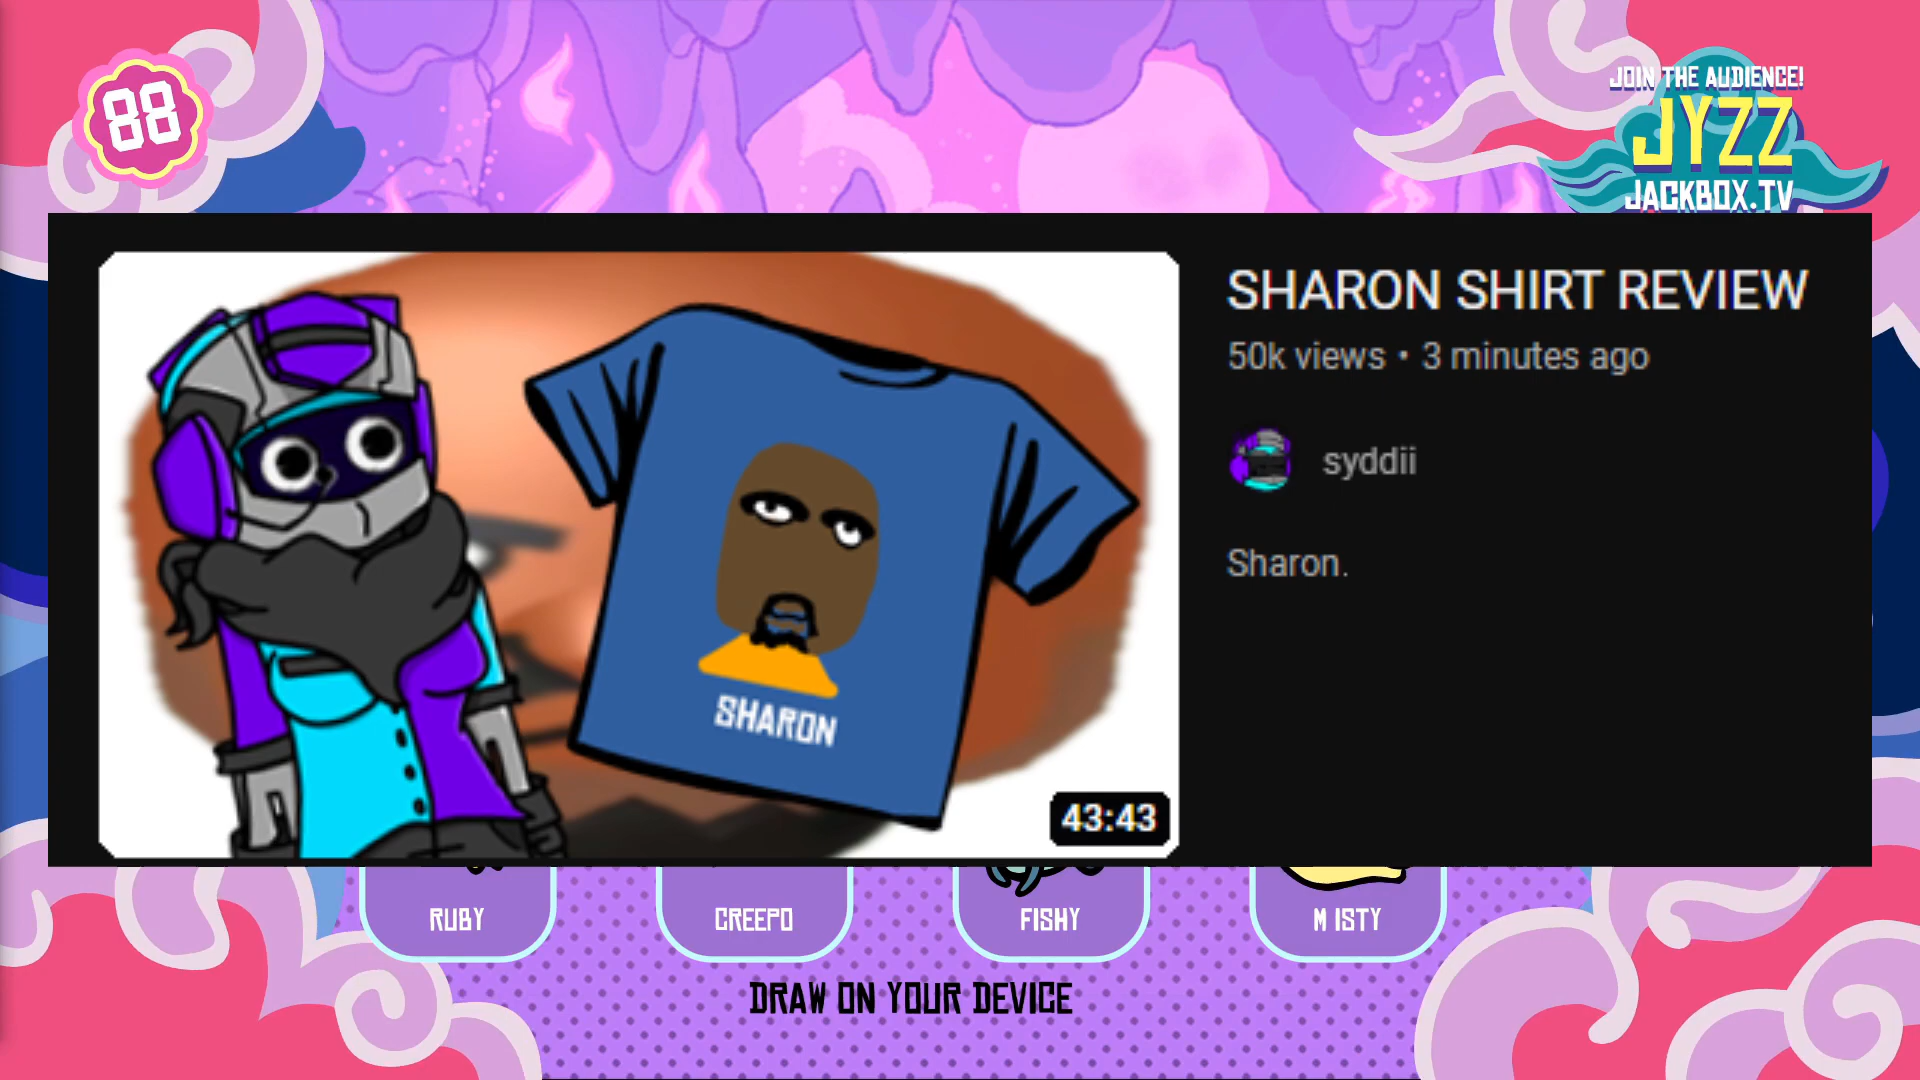 88
JOIN THE AUDIENCE!
JYZZ
JACKBOX.TV
SHARON SHIRT REVIEW
50k views • 3 minutes ago
syddii
Sharon.
SHARON
43:43
RUBY
CREEPO
FISHY
M ISTY
DRAW ON YOUR DEVICE